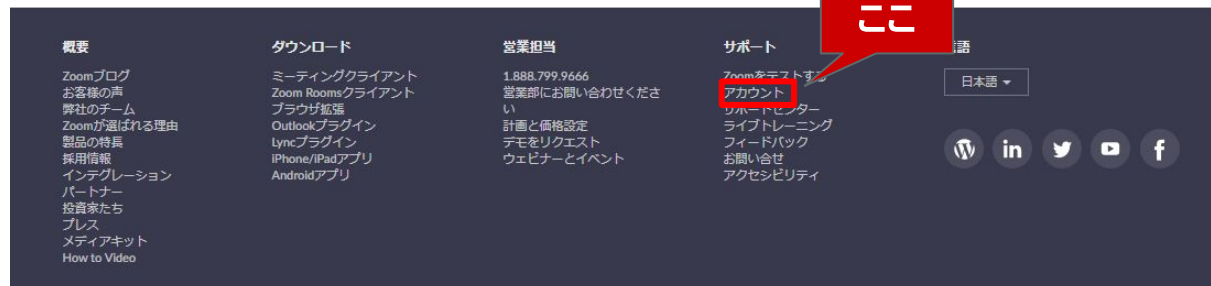 ここ
概要
Zoomブログ
お客様の声
弊社のチーム
Zoomが選ばれる理由
製品の特長
採用情報
インテグレーション
パートナー
投資家たち
プレス
メディアキット
How to Video
ダウンロード
ミーティングクライアント
Zoom Roomsクライアント
ブラウザ拡張
Outlookプラグイン
Lyncプラグイン
iPhone/iPadアプリ
Androidアプリ
営業担当
1.888.799.9666
営業部にお問い合わせくださ
い
計画と価格設定
デモをリクエスト
ウェビナーとイベント
サポート
Zoomをテストする
アカウント
サポートセンター
ライブトレーニング
フィードバック
お問い合せ
アクセシビリティ
語
日本語
in
f